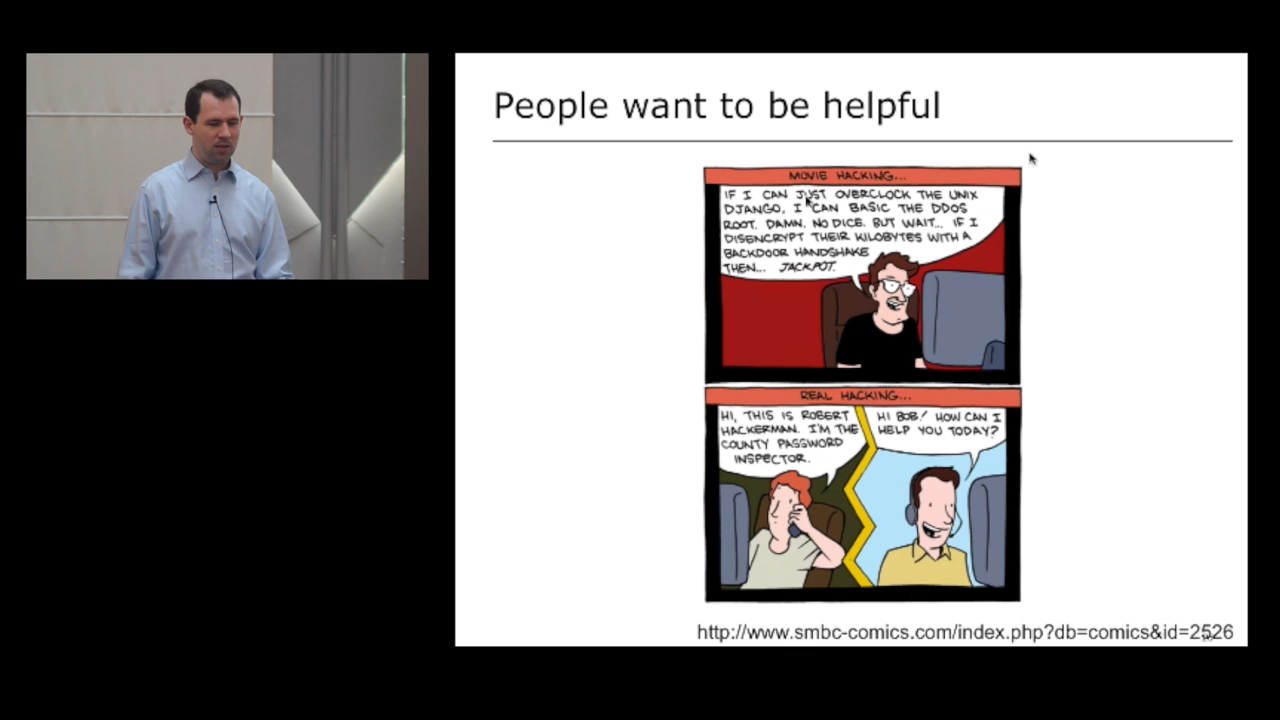 People want to be helpful
MOVIE HACKING...
IF I CAN JUST OVERCLOCK THE UNIX
DJANGO, I CAN BASIC THE DDOS
ROOT. DAMN. NO DICE. BUT WAIT... IF I
DISENCRYPT THEIR KILOBYTES WITH A
BACKDOOR HANDSHAKE
THEN... JACKPOT.
REAL HACKING...
HI, THIS IS ROBERT
HACKERMAN. I'M THE
COUNTY PASSWORD
INSPECTOR.
HI BOB! HOW CAN I
HELP YOU TODAY?
http://www.smbc-comics.com/index.php?db=comics&id=2526